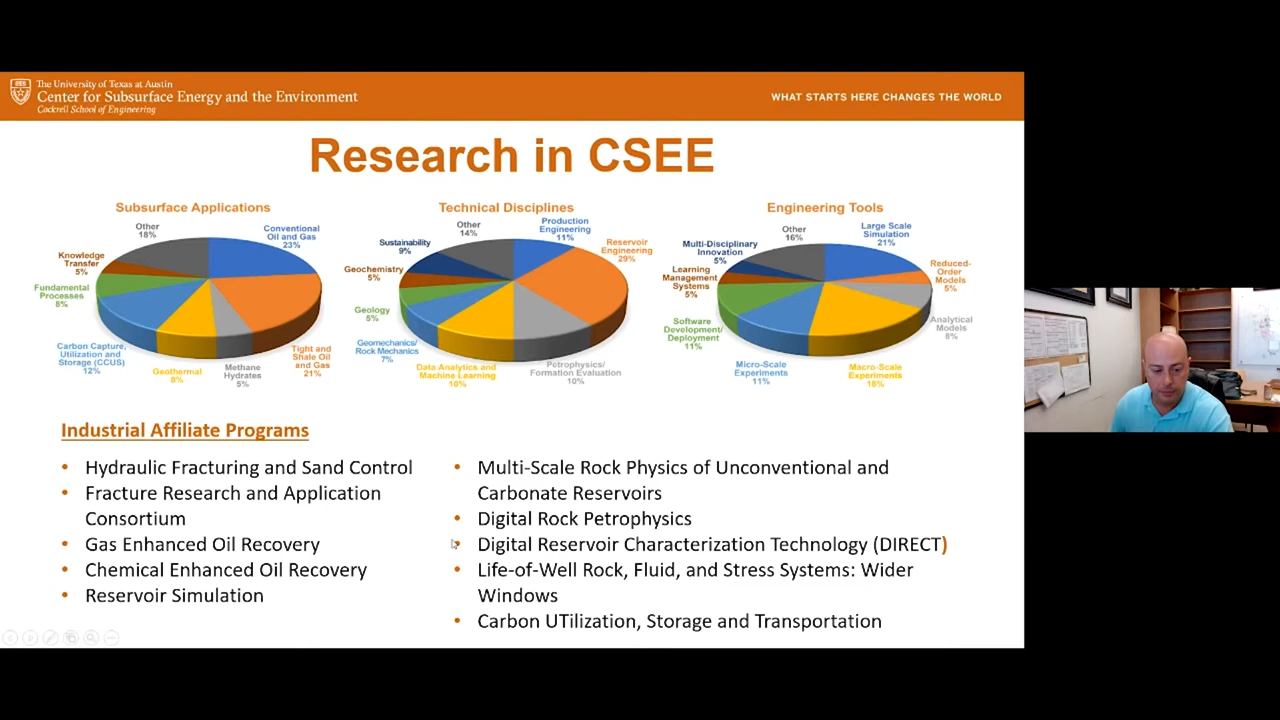 The University of Texas at Austin
Center for Subsurface Energy and the Environment
Cockrell School of Engineering
WHAT STARTS HERE CHANGES THE WORLD
Research in CSEE
Subsurface Applications
Other
18%
Conventional
Oil and Gas
23%
Knowledge
Transfer
5%
Fundamental
Processes
8%
Carbon Capture,
Utilization and
Storage (CCUS)
12%
Geothermal
8%
Methane
Hydrates
5%
Tight and
Shale Oil
and Gas
21%
Technical Disciplines
Other
14%
Production
Engineering
11%
Sustainability
9%
Reservoir
Engineering
29%
Geochemistry
5%
Geology
5%
Geomechanics/
Rock Mechanics
7%
Data Analytics and
Machine Learning
10%
Petrophysics/
Formation Evaluation
10%
Engineering Tools
Other
16%
Large Scale
Simulation
21%
Multi-Disciplinary
Innovation
5%
Reduced-
Order
Models
5%
Learning
Management
Systems
5%
Analytical
Models
8%
Software
Development/
Deployment
11%
Micro-Scale
Experiments
11%
Macro-Scale
Experiments
18%
Industrial Affiliate Programs
• Hydraulic Fracturing and Sand Control
• Fracture Research and Application
Consortium
• Gas Enhanced Oil Recovery
• Chemical Enhanced Oil Recovery
• Reservoir Simulation
• Multi-Scale Rock Physics of Unconventional and
Carbonate Reservoirs
• Digital Rock Petrophysics
• Digital Reservoir Characterization Technology (DIRECT)
• Life-of-Well Rock, Fluid, and Stress Systems: Wider
Windows
• Carbon UTilization, Storage and Transportation